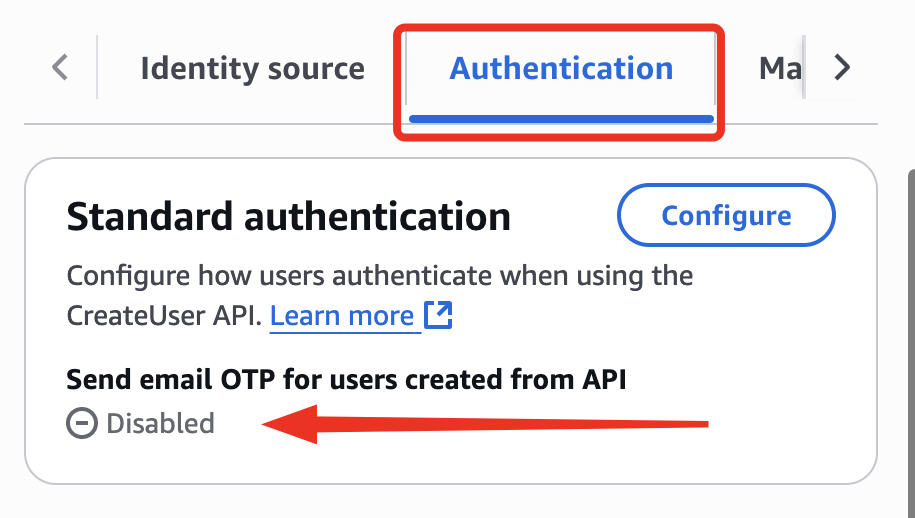 Identity source
Authentication
Ma
Standard authentication
Configure
Configure how users authenticate when using the
CreateUser API. Learn more
Send email OTP for users created from API
Disabled